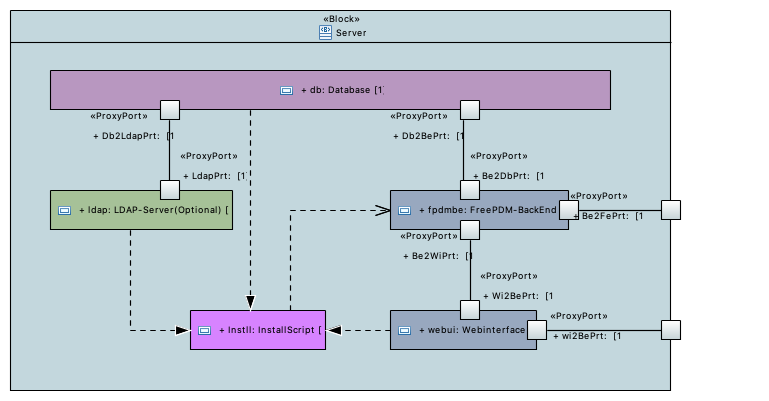 «Block»
Server
+ db: Database [1]
«ProxyPort»
+ Db2LdapPrt: [1
«ProxyPort»
+ Db2BePrt: [1
«ProxyPort»
+ LdapPrt: [1]
«ProxyPort»
+ Be2DbPrt: [1
+ ldap: LDAP-Server(Optional) [
+ fpdmbe: FreePDM-BackEnd
«ProxyPort»
+ Be2FePrt: [1
«ProxyPort»
+ Be2WiPrt: [1
«ProxyPort»
+ Wi2BePrt: [1
+ Instll: InstallScript [
+ webui: Webinterface
«ProxyPort»
+ wi2BePrt: [1